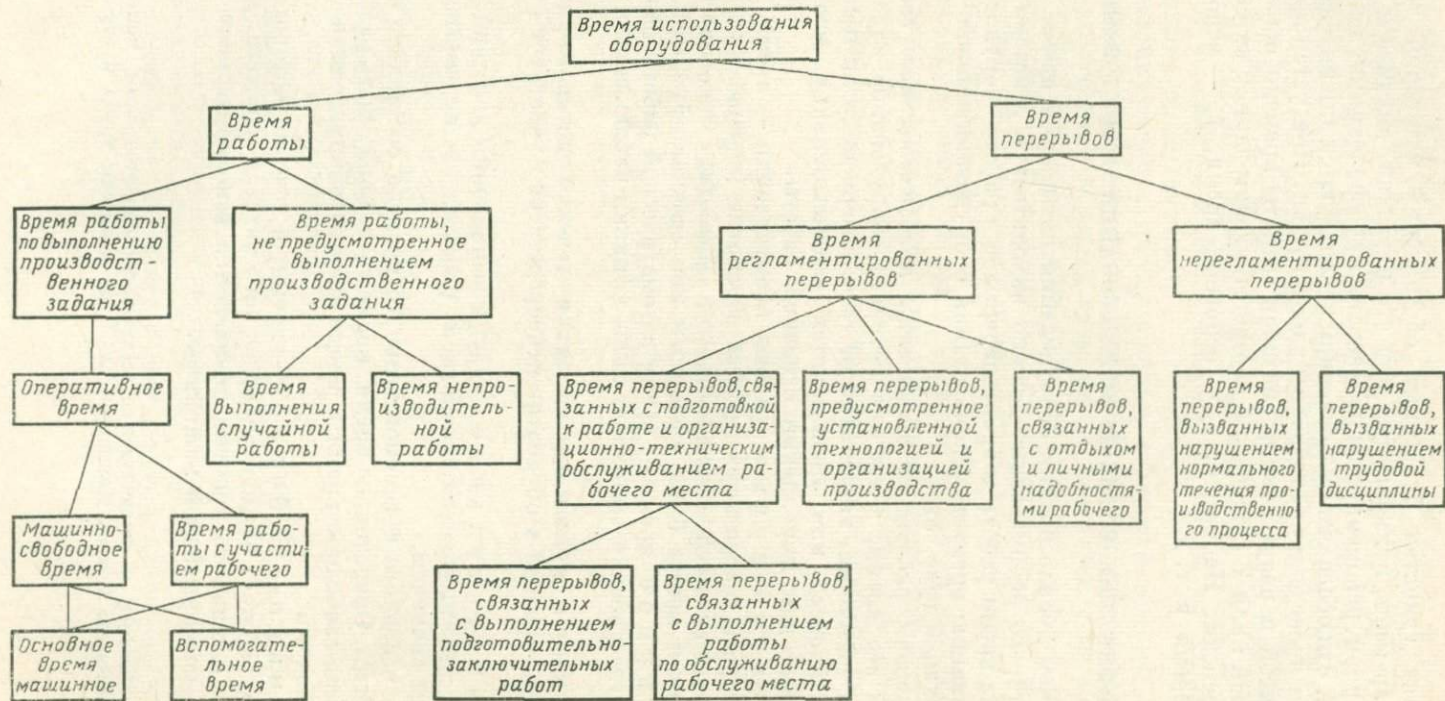 Время использования
оборудования
Время
работы
Время
перерывов
Время работы
по выполнению
производст -
венного
задания
Время работы,
не предусмотренное
выполнением
производственного
задания
Время
регламентированных
перерывов
Время
нерегламентированных
перерывов
Оперативное
время
Время
выполнения
случайной
работы
Время непро-
изводитель-
ной
работы
Время перерывов, свя-
занных с подготовкой
к работе и организа-
ционно-техническим
обслуживанием ра-
бочего места
Время перерывов,
предусмотренное
установленной
технологией и
организацией
производства
Время
перерывов,
связанных
с отдыхом
и личными
надобностя-
ми рабочего
Время
перерывов,
вызванных
нарушением
нормального
течения про-
изводственно-
го процесса
Время
перерывов,
вызванных
нарушением
трудовой
дисциплины
Машинно-
свободное
время
Время рабо-
ты с участи-
ем рабочего
Время перерывов,
связанных
с выполнением
подготовительно-
заключительных
работ
Время перерывов,
связанных
с выполнением
работы
по обслуживанию
рабочего места
Основное
время
машинное
Вспомогате-
льное
время